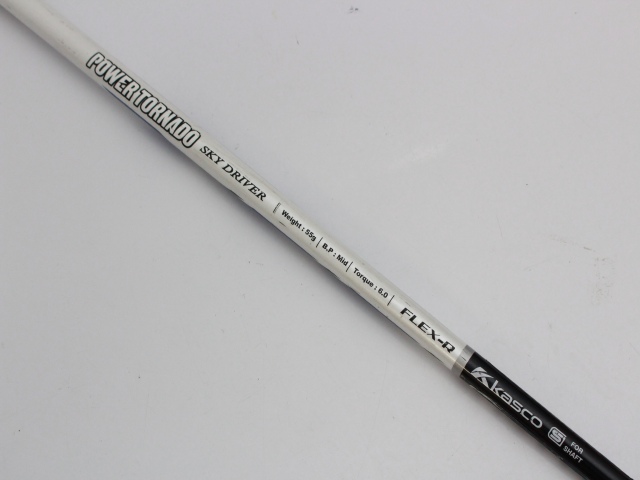 POWER TORNADO SKY DRIVER | Weight : 55g | B.P : Mid | Torque : 6.0 | FLEX-R
Kasco S FOR
SHAFT